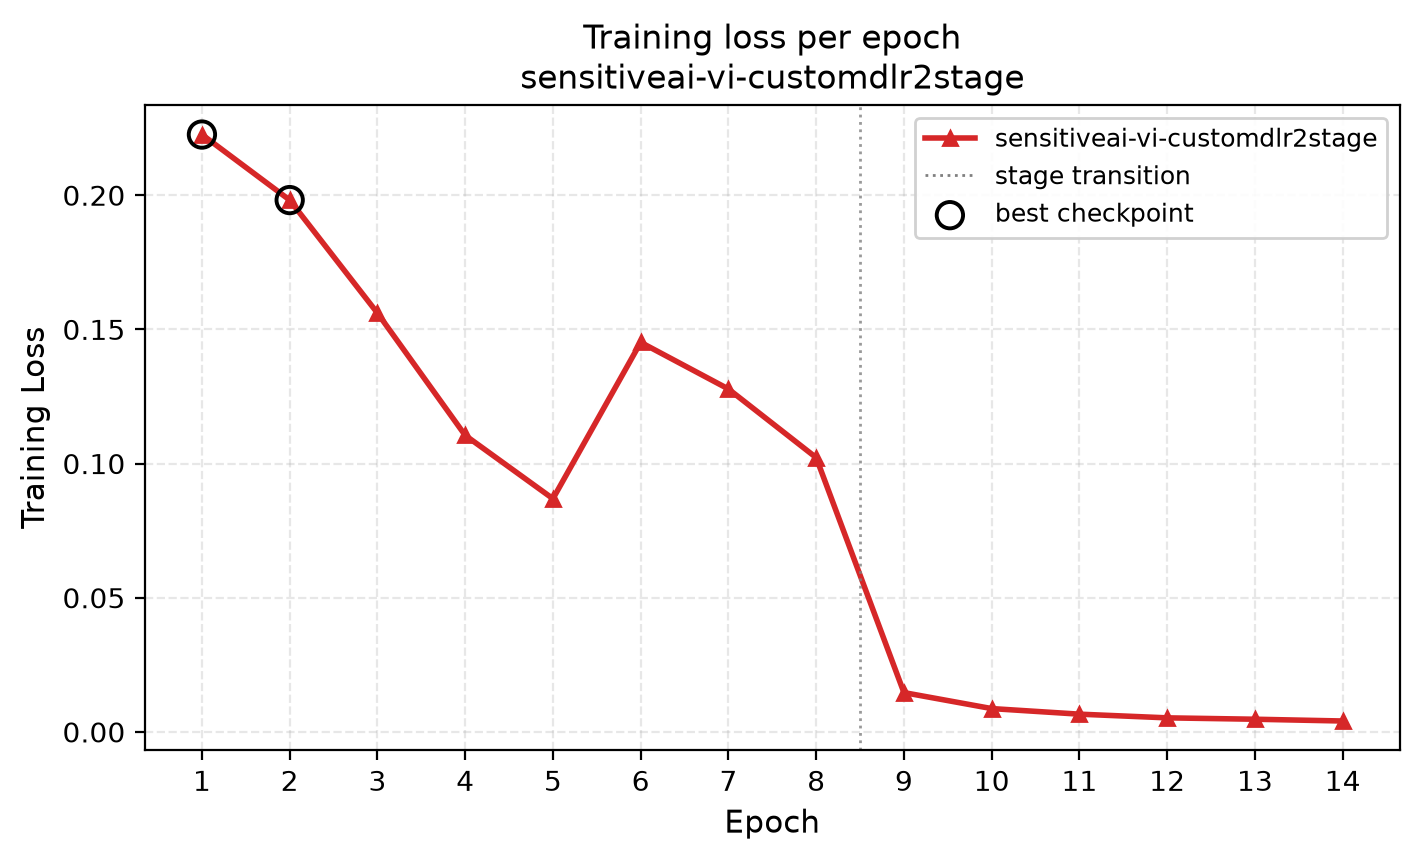 Training loss per epoch
sensitiveai-vi-customdlr2stage
sensitiveai-vi-customdlr2stage
stage transition
best checkpoint
Training Loss
0.20
0.15
0.10
0.05
0.00
1 2 3 4 5 6 7 8 9 10 11 12 13 14
Epoch